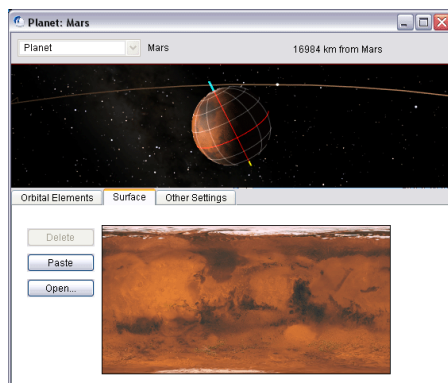 Planet: Mars
Planet Mars 16984 km from Mars
Orbital Elements Surface Other Settings
Delete
Paste
Open...